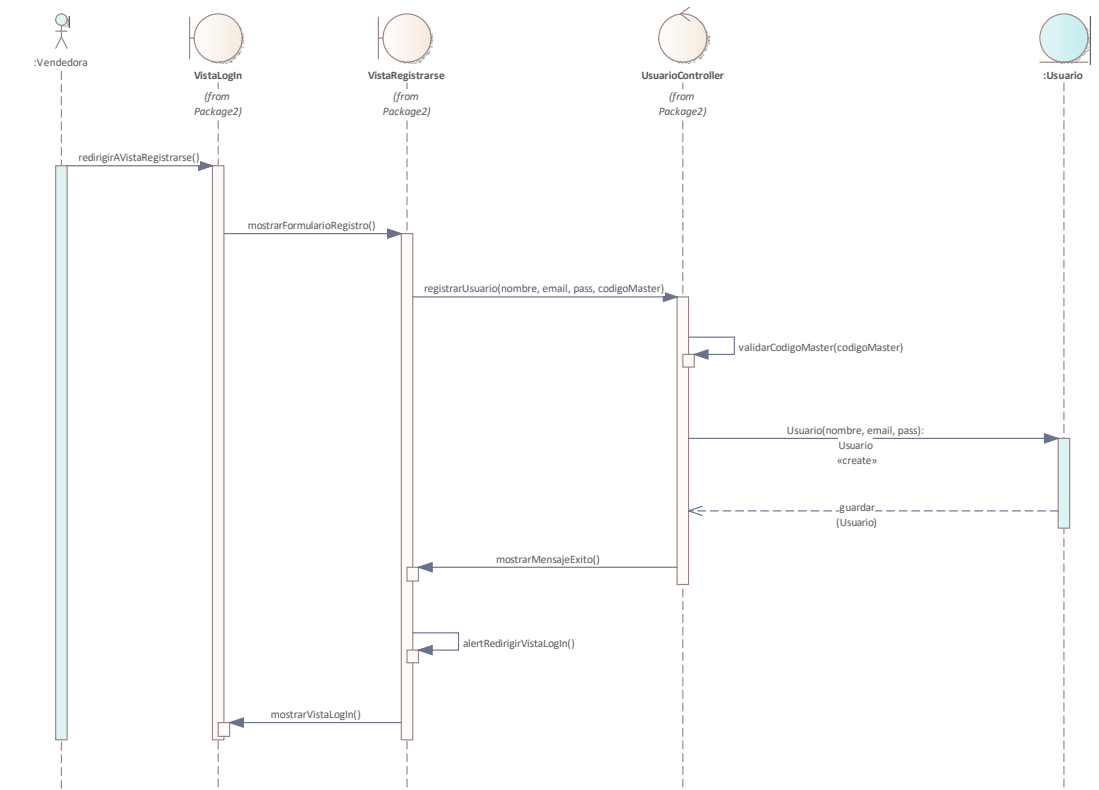 :Vendedora
VistaLogIn
(from
Package2)
VistaRegistrarse
(from
Package2)
UsuarioController
(from
Package2)
:Usuario
redirigirAVistaRegistrarse()
mostrarFormularioRegistro()
registrarUsuario(nombre, email, pass, codigoMaster)
validarCodigoMaster(codigoMaster)
Usuario(nombre, email, pass):
Usuario
«create»
guardar
(Usuario)
mostrarMensajeExito()
alertRedirigirVistaLogIn()
mostrarVistaLogIn()